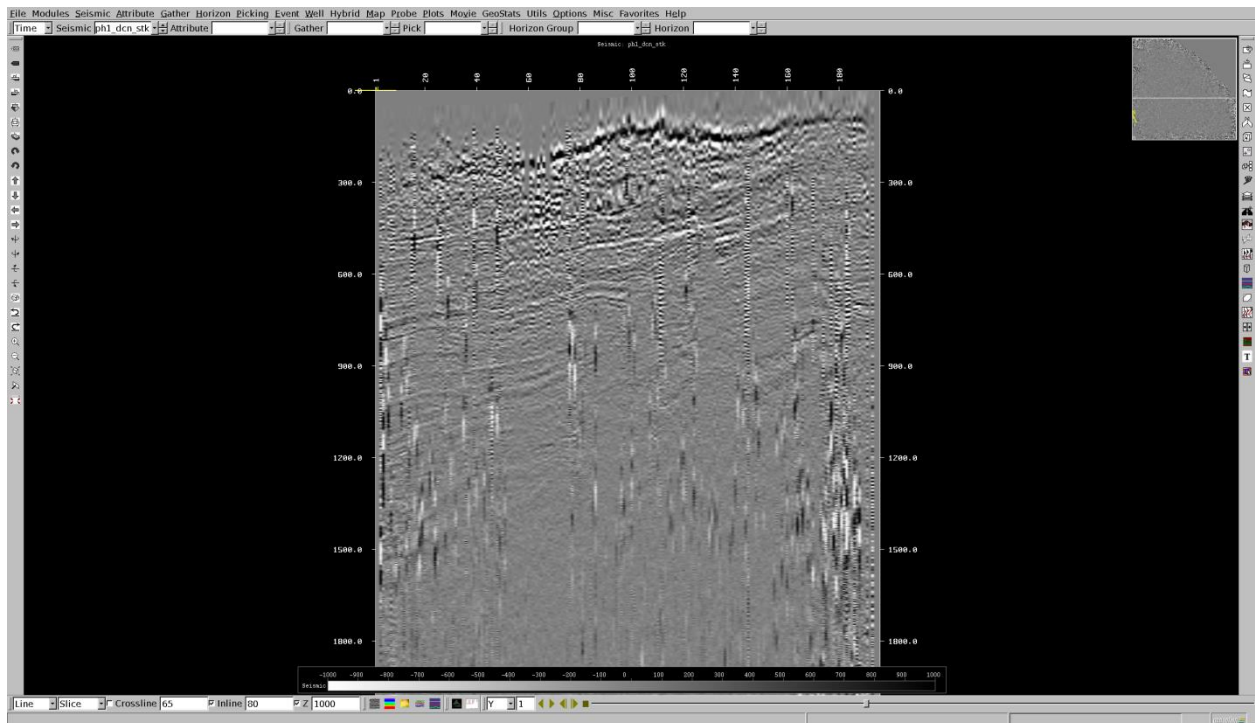 File Modules Seismic Attribute Gather Horizon Picking Event Well Hybrid Map Probe Plots Movie GeoStats Utils Options Misc Favorites Help
Time Seismic ph1_dcn_stk Attribute Gather Pick Horizon Group Horizon
Seismic: ph1_dcn_stk
1 20 40 60 80 100 120 140 160 180
0.0 0.0
300.0 300.0
600.0 600.0
900.0 900.0
1200.0 1200.0
1500.0 1500.0
1800.0 1800.0
-1000 -900 -800 -700 -600 -500 -400 -300 -200 -100 0 100 200 300 400 500 600 700 800 900 1000
Seismic
Line Slice Crossline 65 Inline 80 Z 1000 Y 1
T